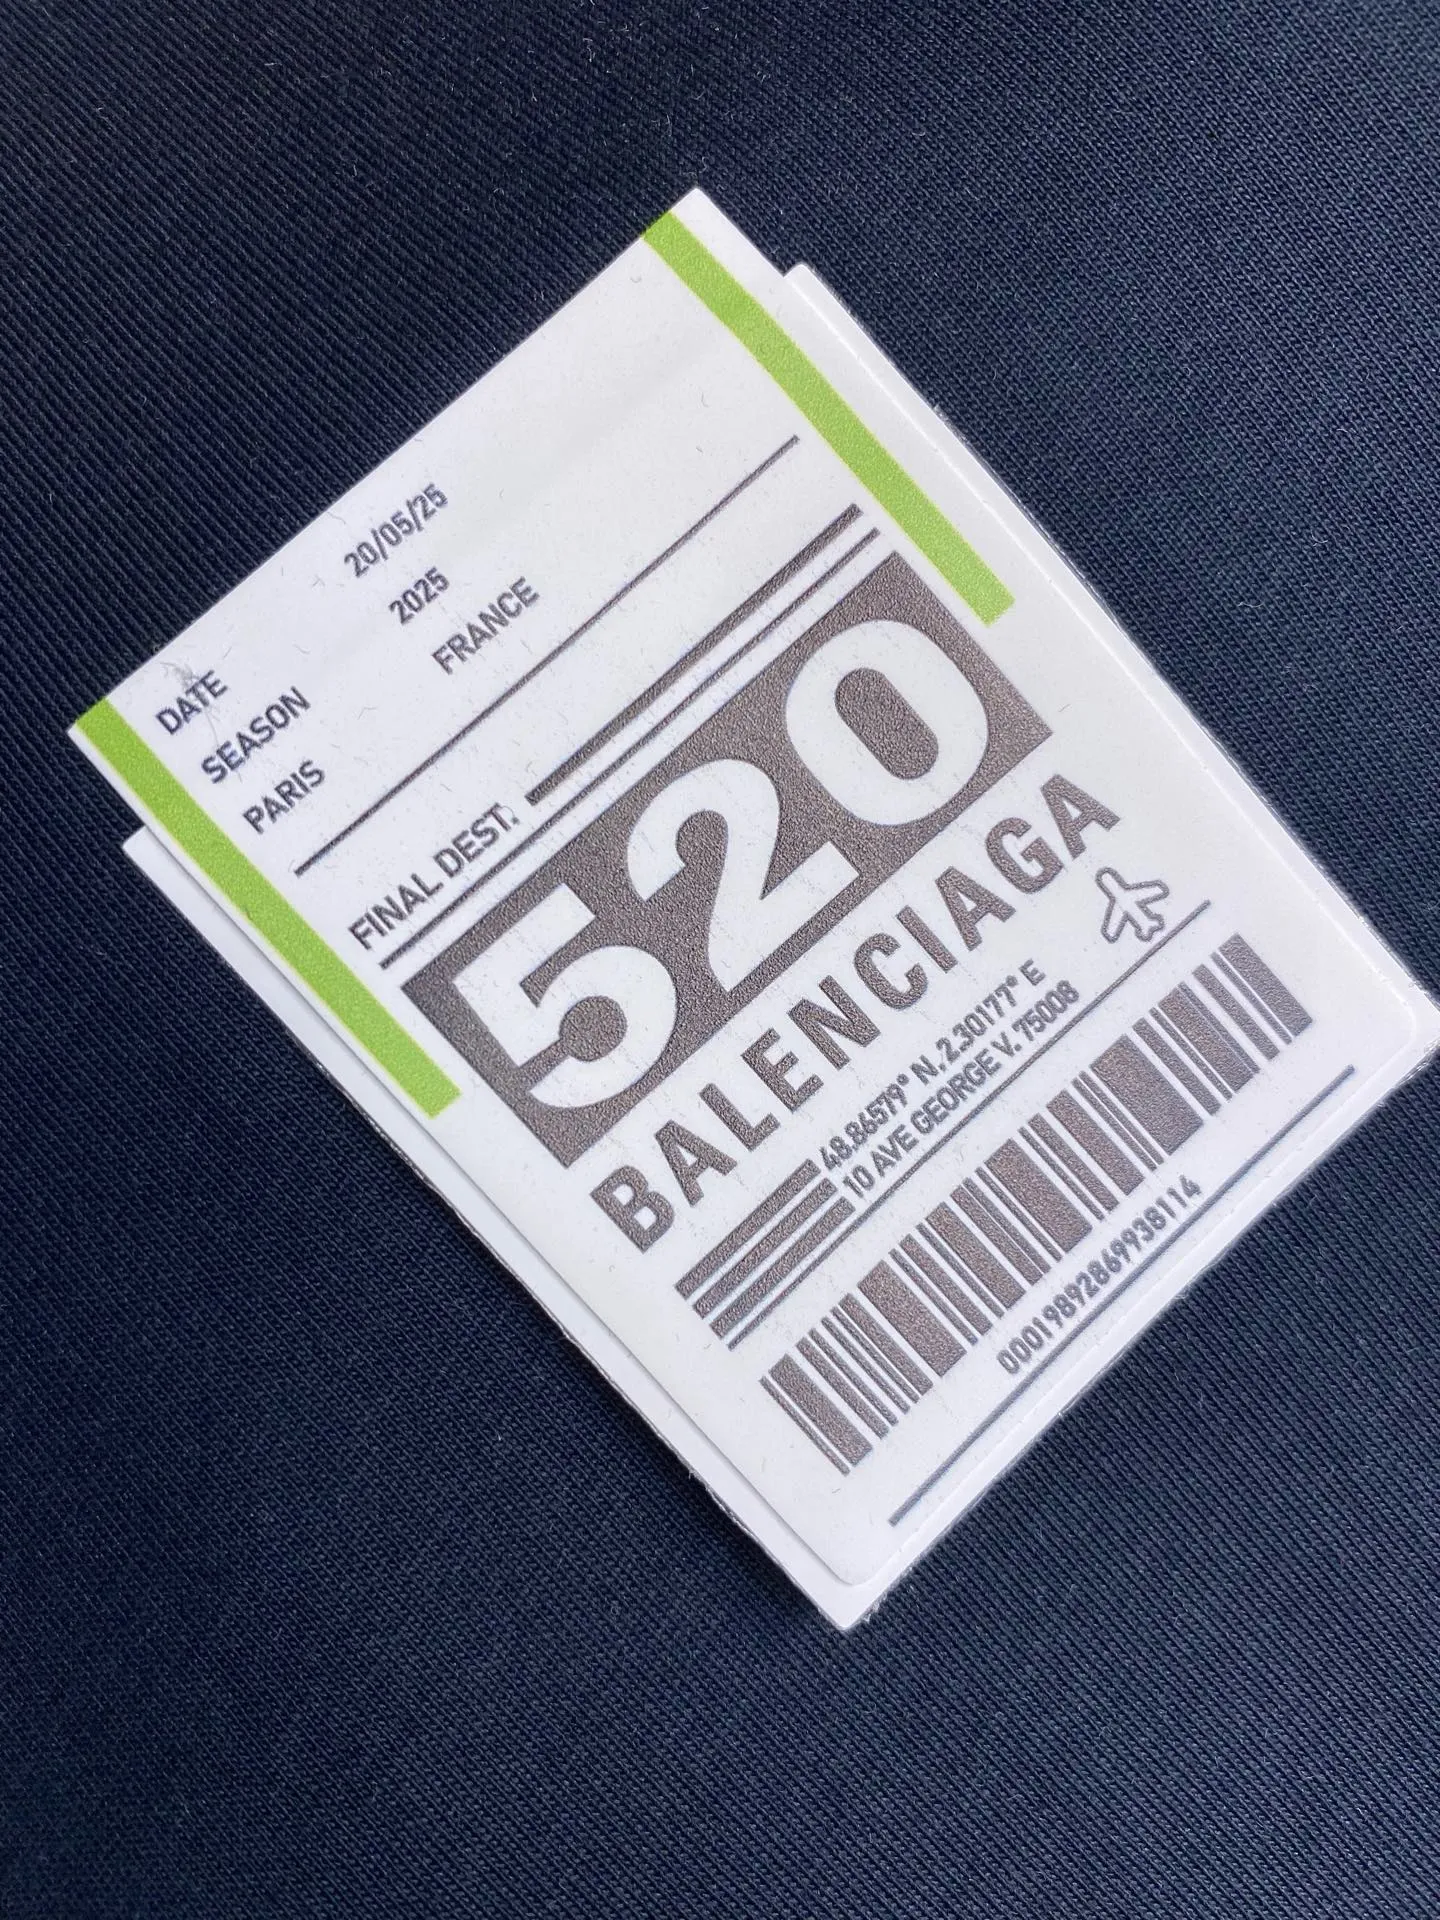 DATE 20/05/25
SEASON 2025
PARIS FRANCE
FINAL DEST.
520
BALENCIAGA
48.86579° N, 2.30177° E
10 AVE GEORGE V. 75008
00019892869938114